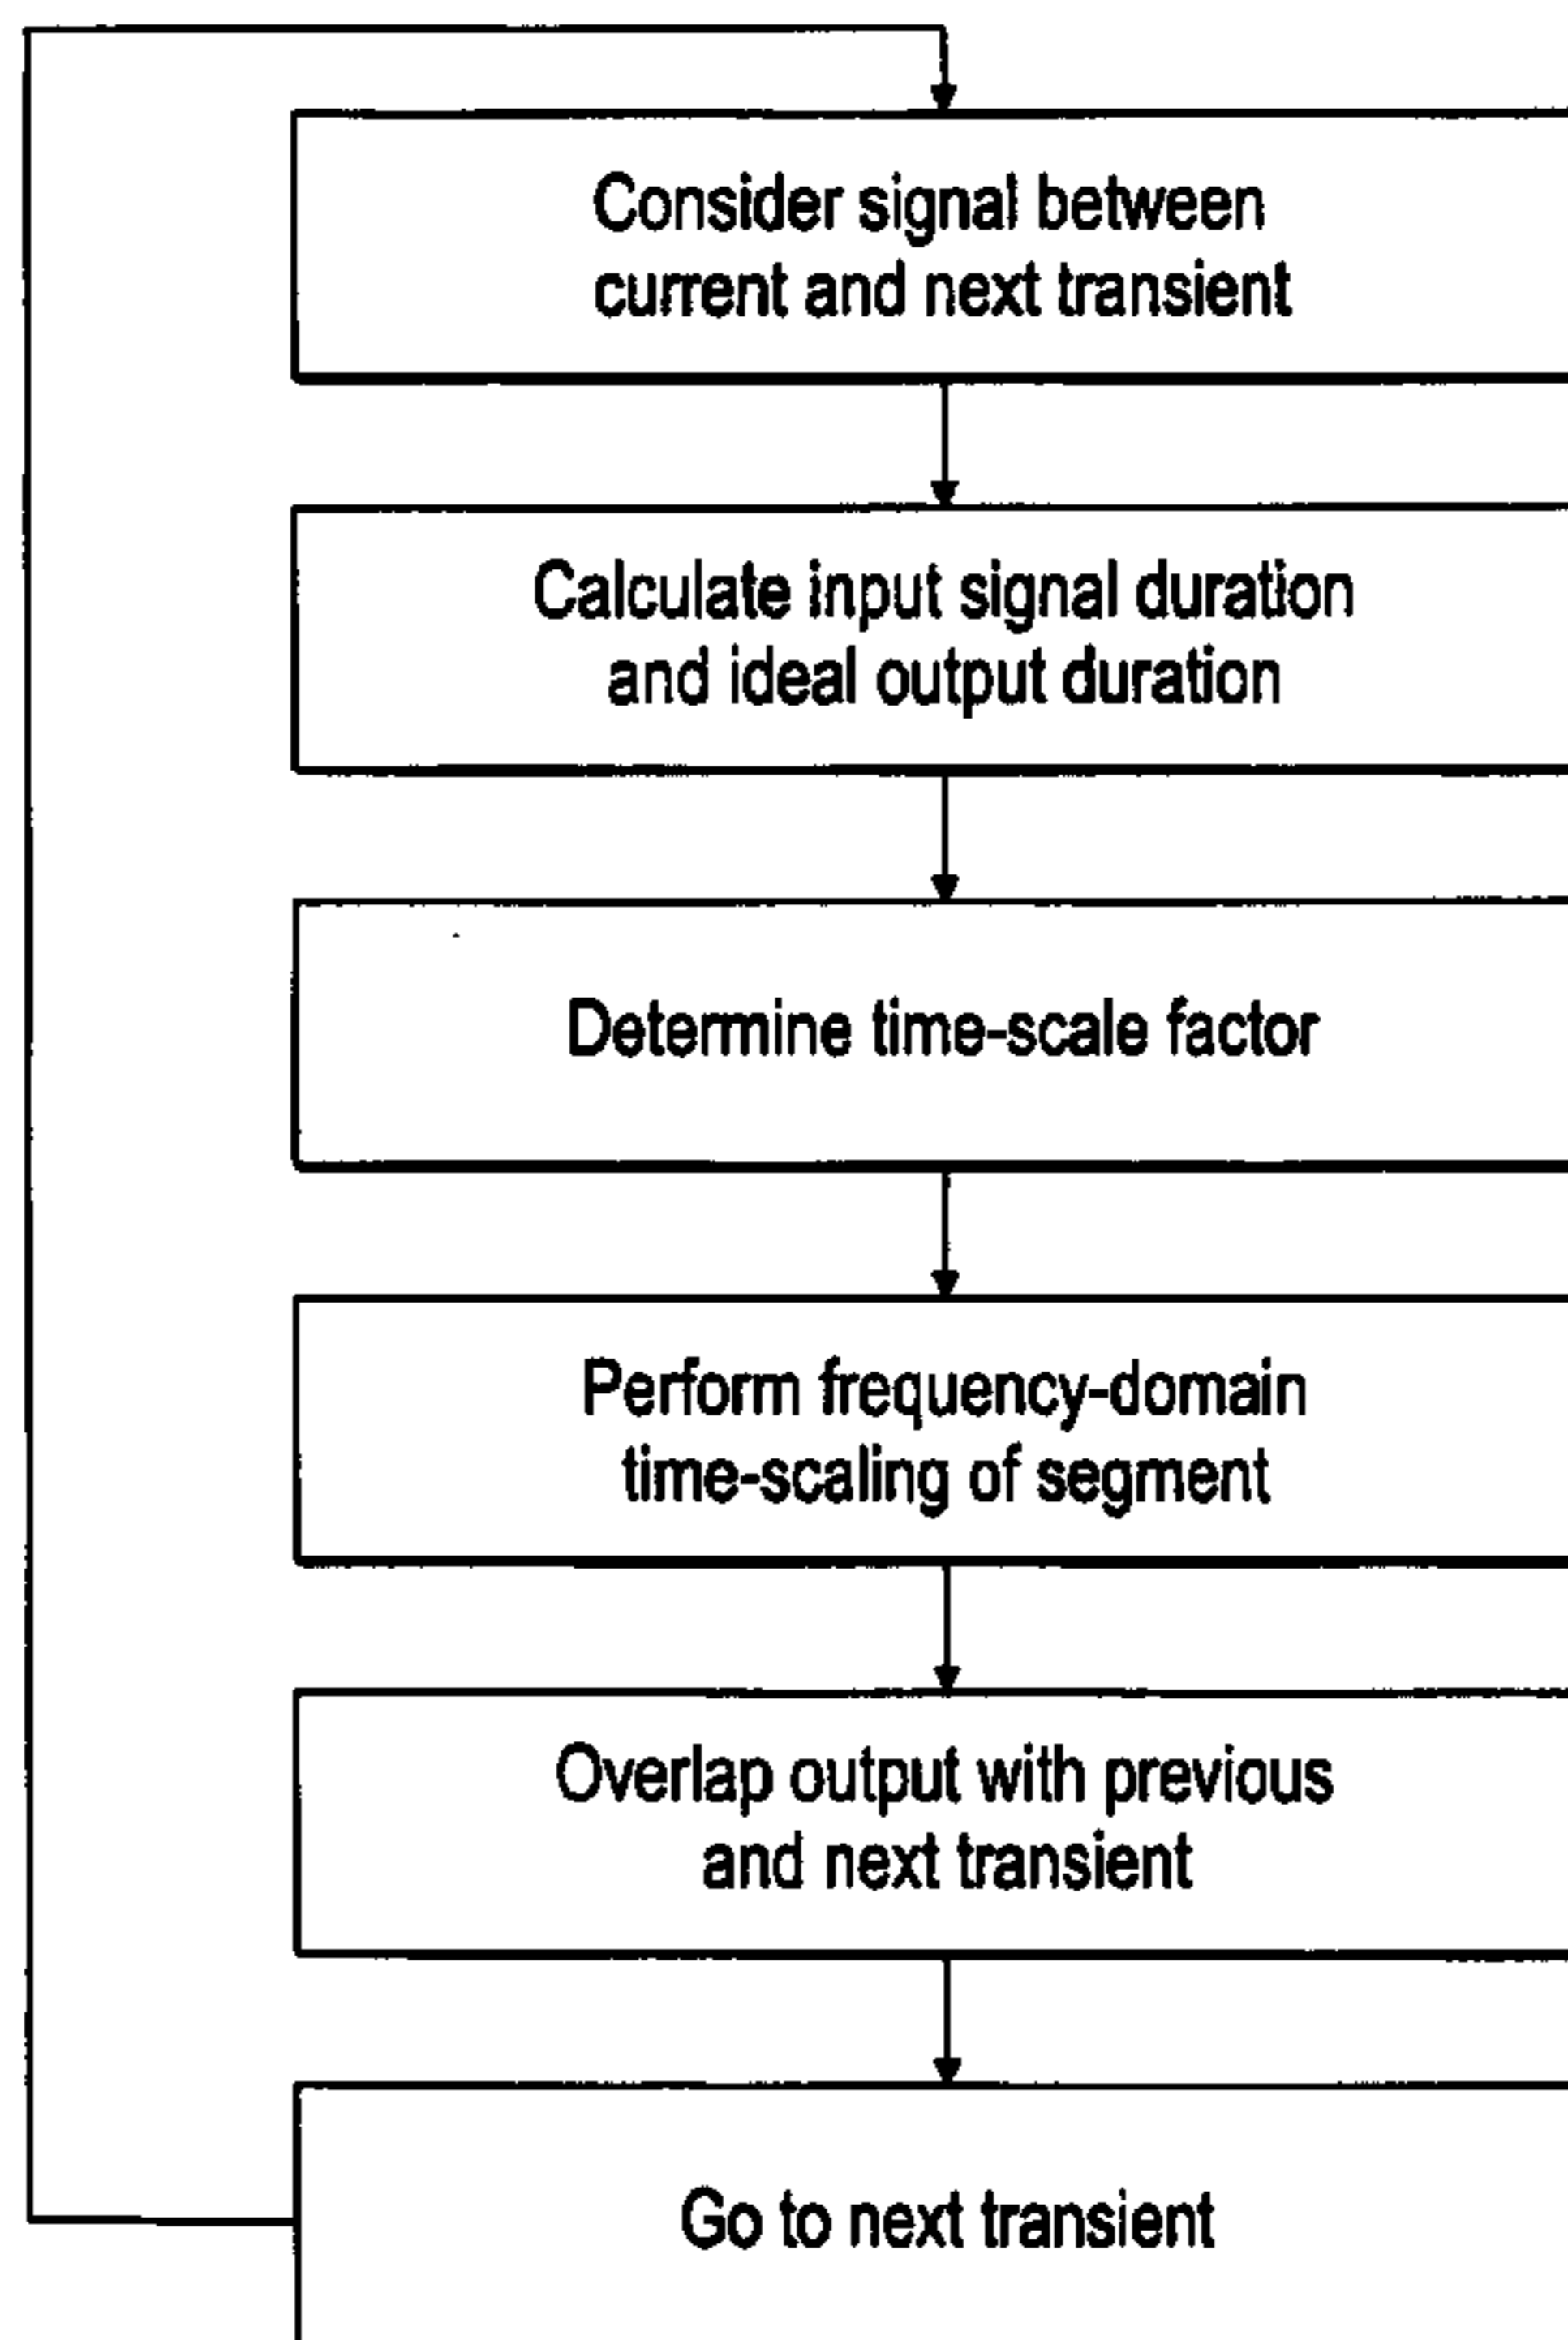 Consider signal between
current and next transient
Calculate input signal duration
and ideal output duration
Determine time-scale factor
Perform frequency-domain
time-scaling of segment
Overlap output with previous
and next transient
Go to next transient